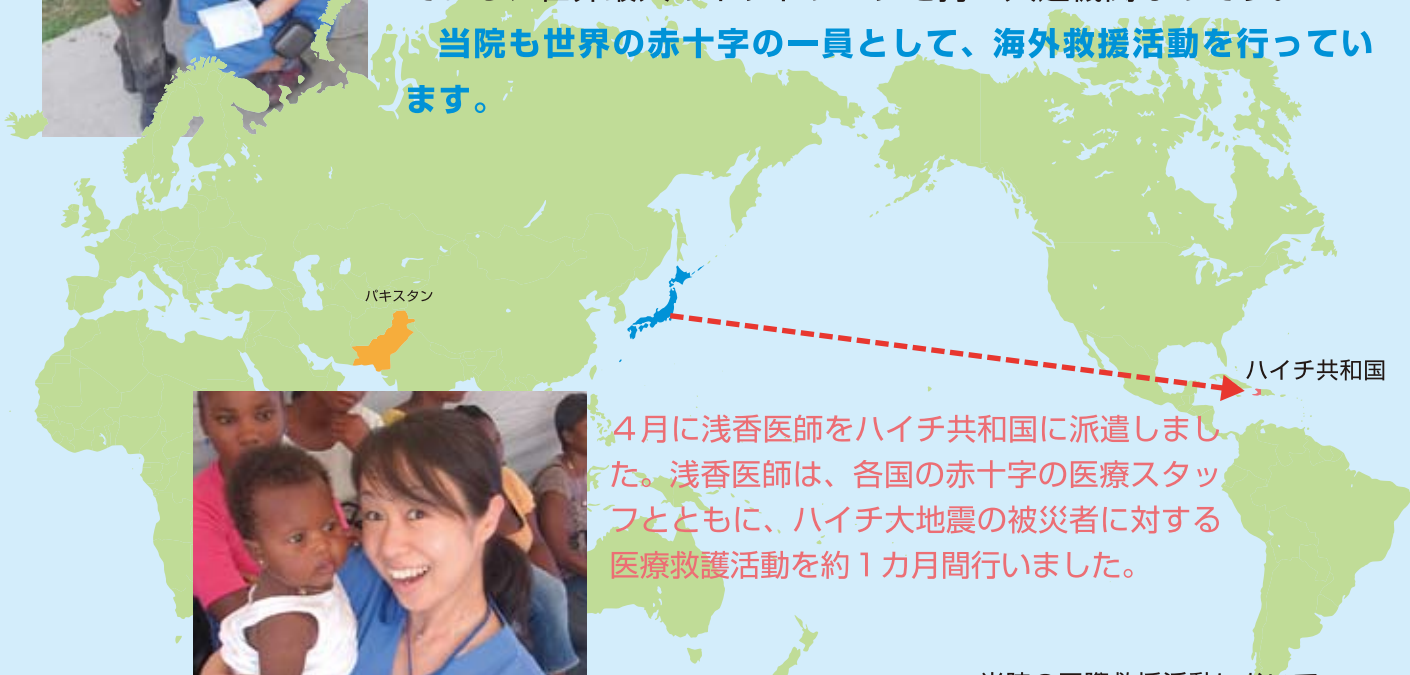 当院も世界の赤十字の一員として、海外救援活動を行ってい
ます。
パキスタン
ハイチ共和国
４月に浅香医師をハイチ共和国に派遣しまし
た。浅香医師は、各国の赤十字の医療スタッ
フとともに、ハイチ大地震の被災者に対する
医療救護活動を約１カ月間行いました。